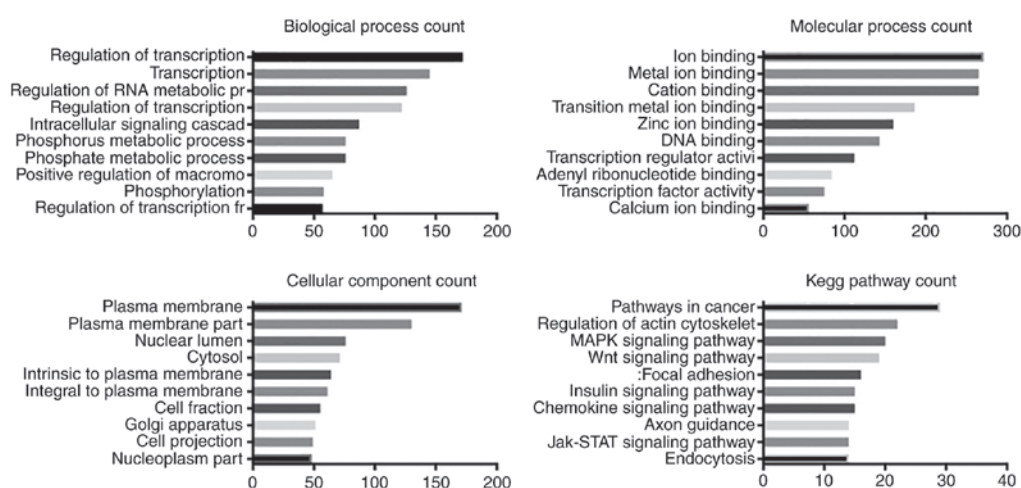 Biological process count
Regulation of transcription
Transcription
Regulation of RNA metabolic pr
Regulation of transcription
Intracellular signaling cascad
Phosphorus metabolic process
Phosphate metabolic process
Positive regulation of macromo
Phosphorylation
Regulation of transcription fr
0 50 100 150 200
Molecular process count
Ion binding
Metal ion binding
Cation binding
Transition metal ion binding
Zinc ion binding
DNA binding
Transcription regulator activi
Adenyl ribonucleotide binding
Transcription factor activity
Calcium ion binding
0 100 200 300
Cellular component count
Plasma membrane
Plasma membrane part
Nuclear lumen
Cytosol
Intrinsic to plasma membrane
Integral to plasma membrane
Cell fraction
Golgi apparatus
Cell projection
Nucleoplasm part
0 50 100 150 200
Kegg pathway count
Pathways in cancer
Regulation of actin cytoskelet
MAPK signaling pathway
Wnt signaling pathway
:Focal adhesion
Insulin signaling pathway
Chemokine signaling pathway
Axon guidance
Jak-STAT signaling pathway
Endocytosis
0 10 20 30 40